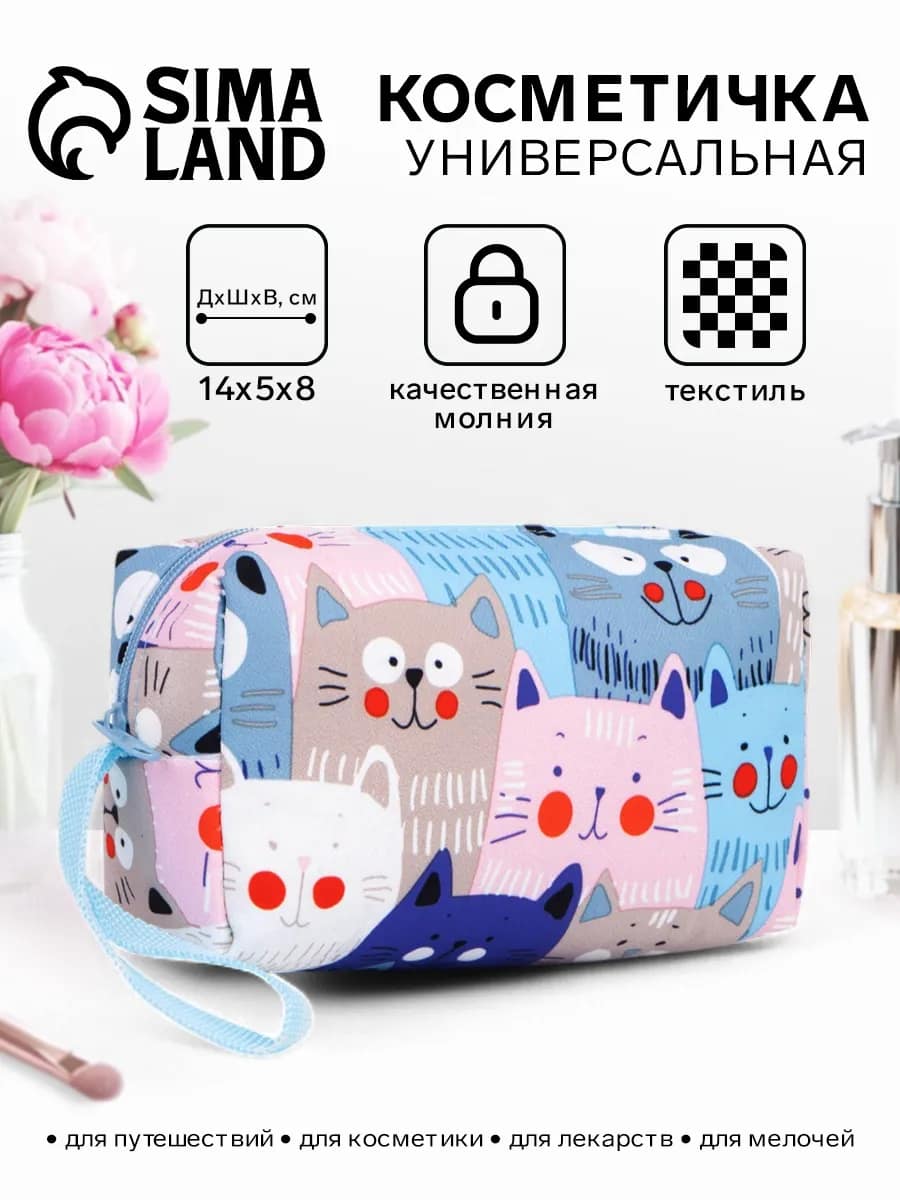 SIMA
LAND
КОСМЕТИЧКА
УНИВЕРСАЛЬНАЯ
ДхШхВ, см
14х5х8
качественная
молния
текстиль
• для путешествий • для косметики • для лекарств • для мелочей